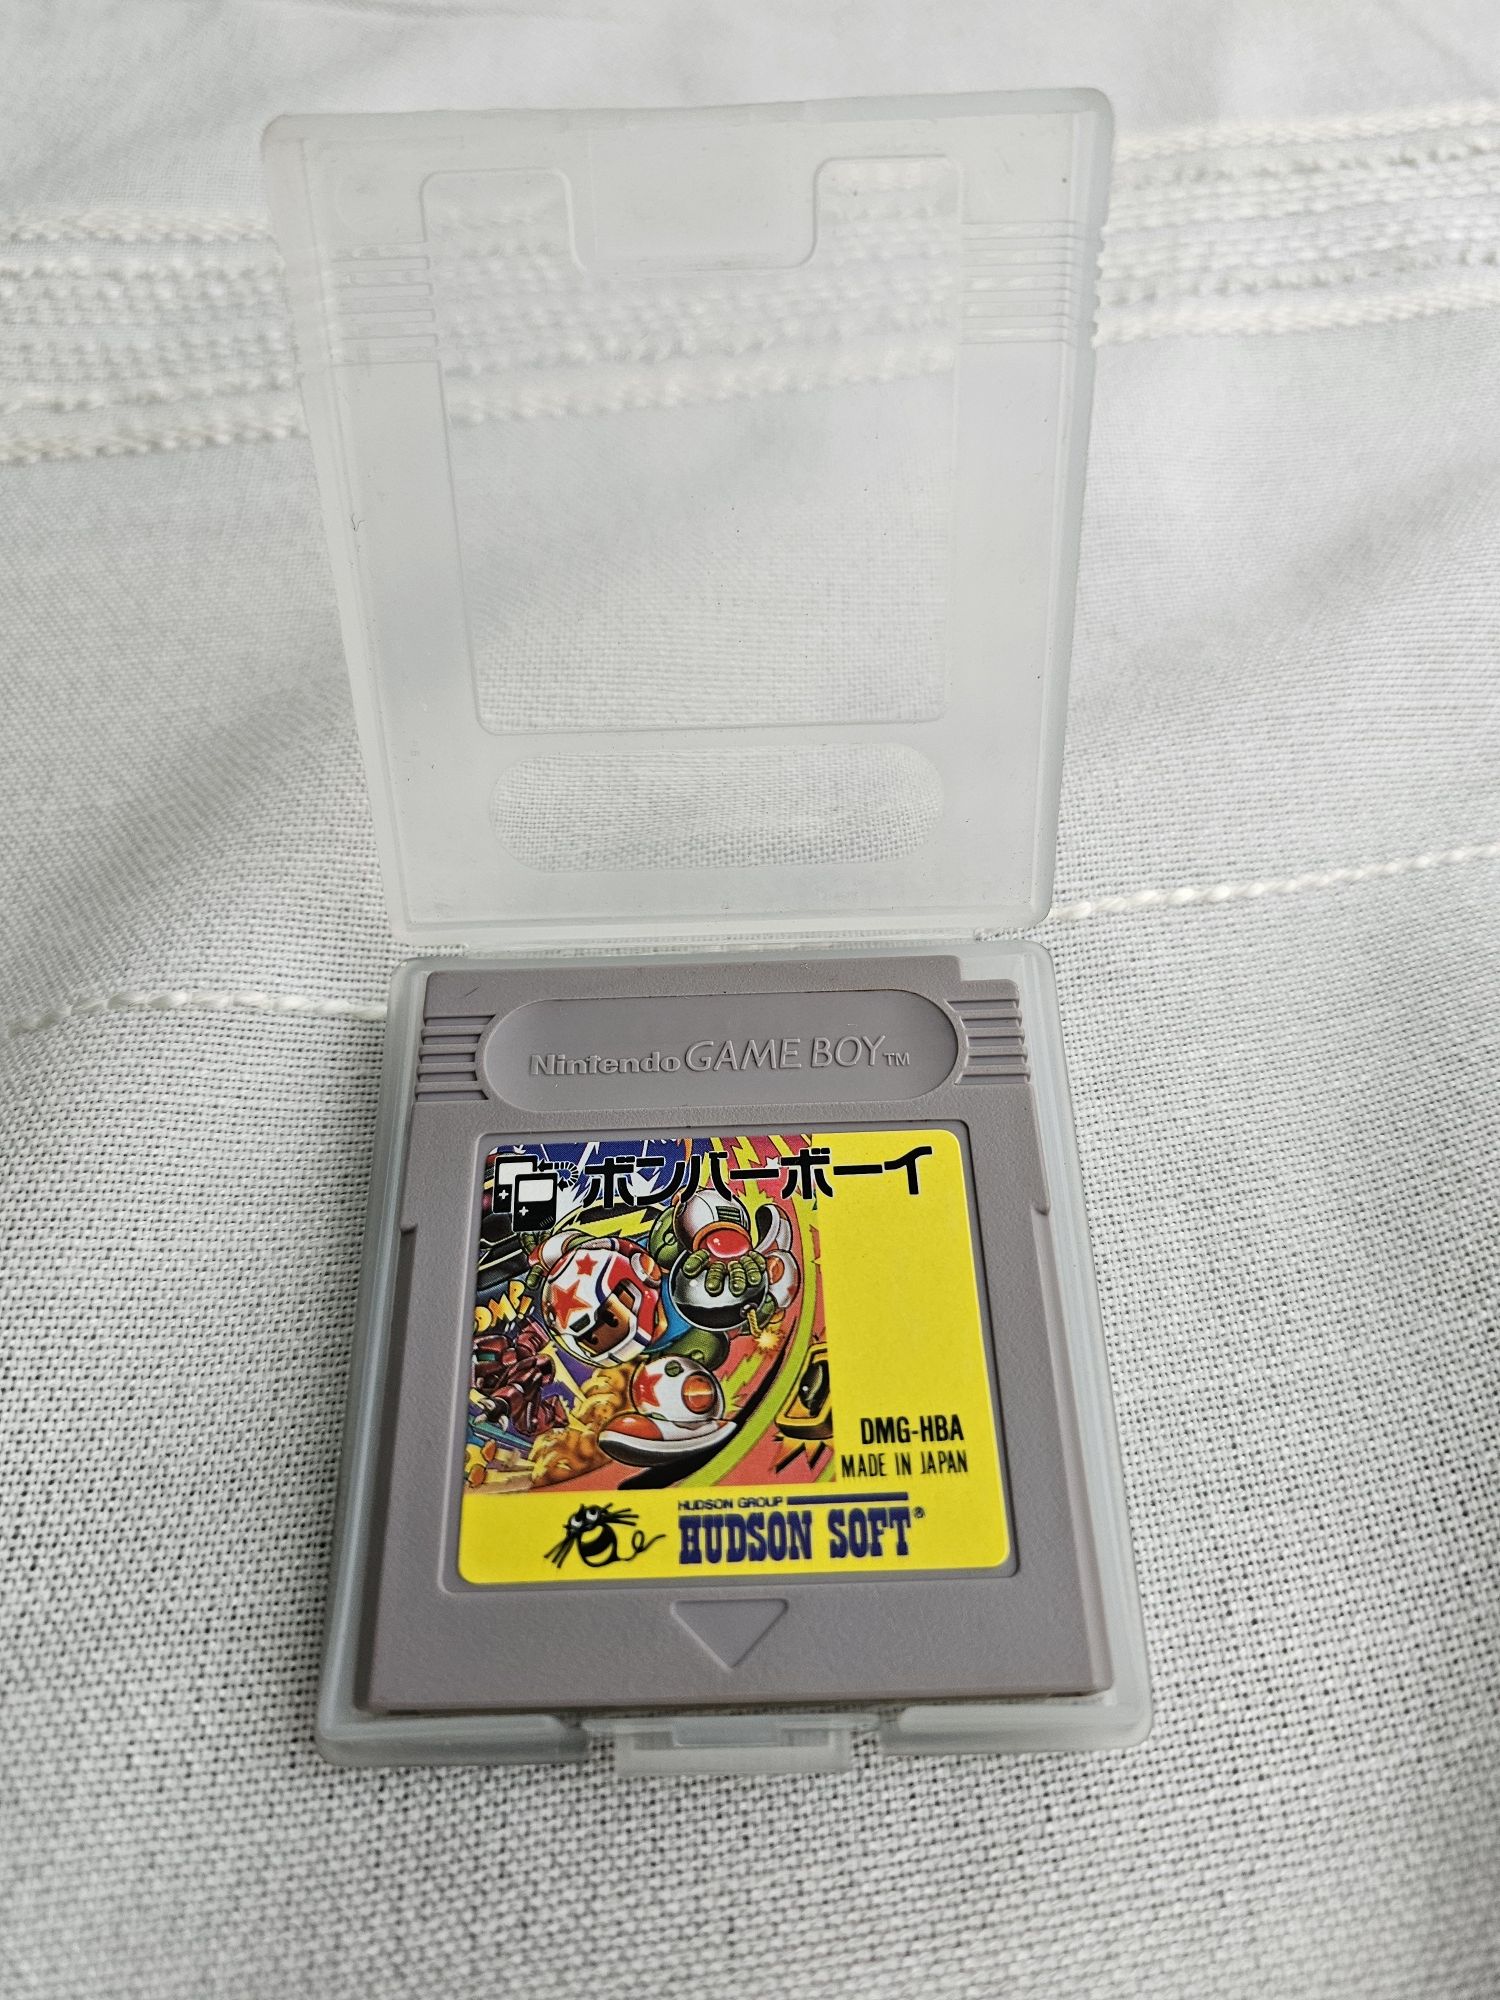 Nintendo GAME BOY™
ボンバーボーイ
DMG-HBA
MADE IN JAPAN
HUDSON GROUP
HUDSON SOFT®